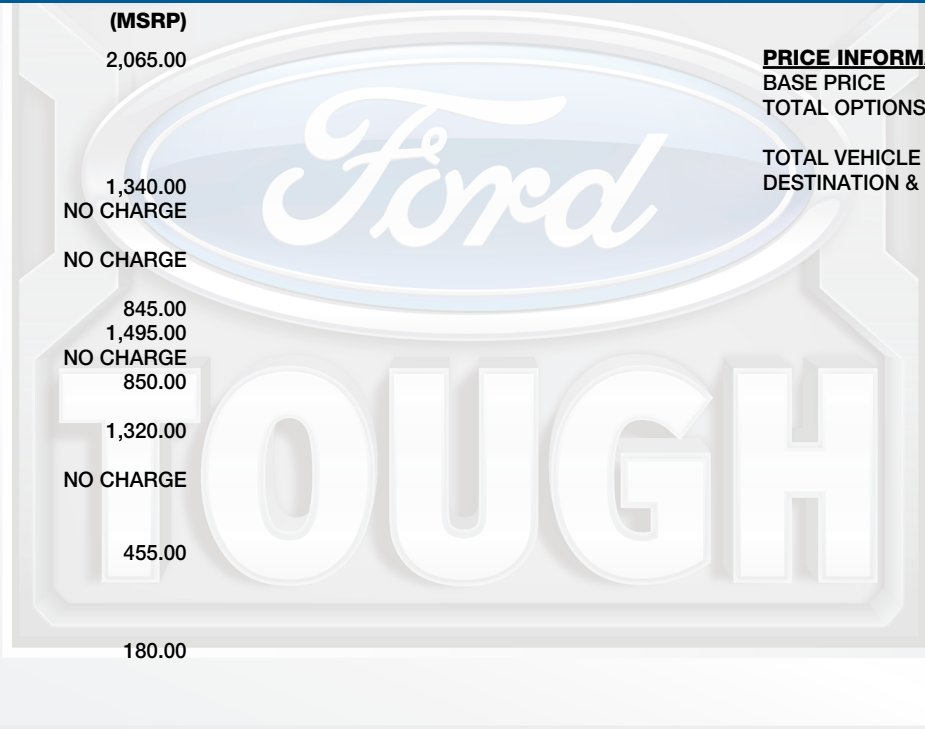 (MSRP)
2,065.00
1,340.00
NO CHARGE
NO CHARGE
845.00
1,495.00
NO CHARGE
850.00
1,320.00
NO CHARGE
455.00
180.00
PRICE INFORMA
BASE PRICE
TOTAL OPTIONS
TOTAL VEHICLE
DESTINATION &
Ford
TOUGH